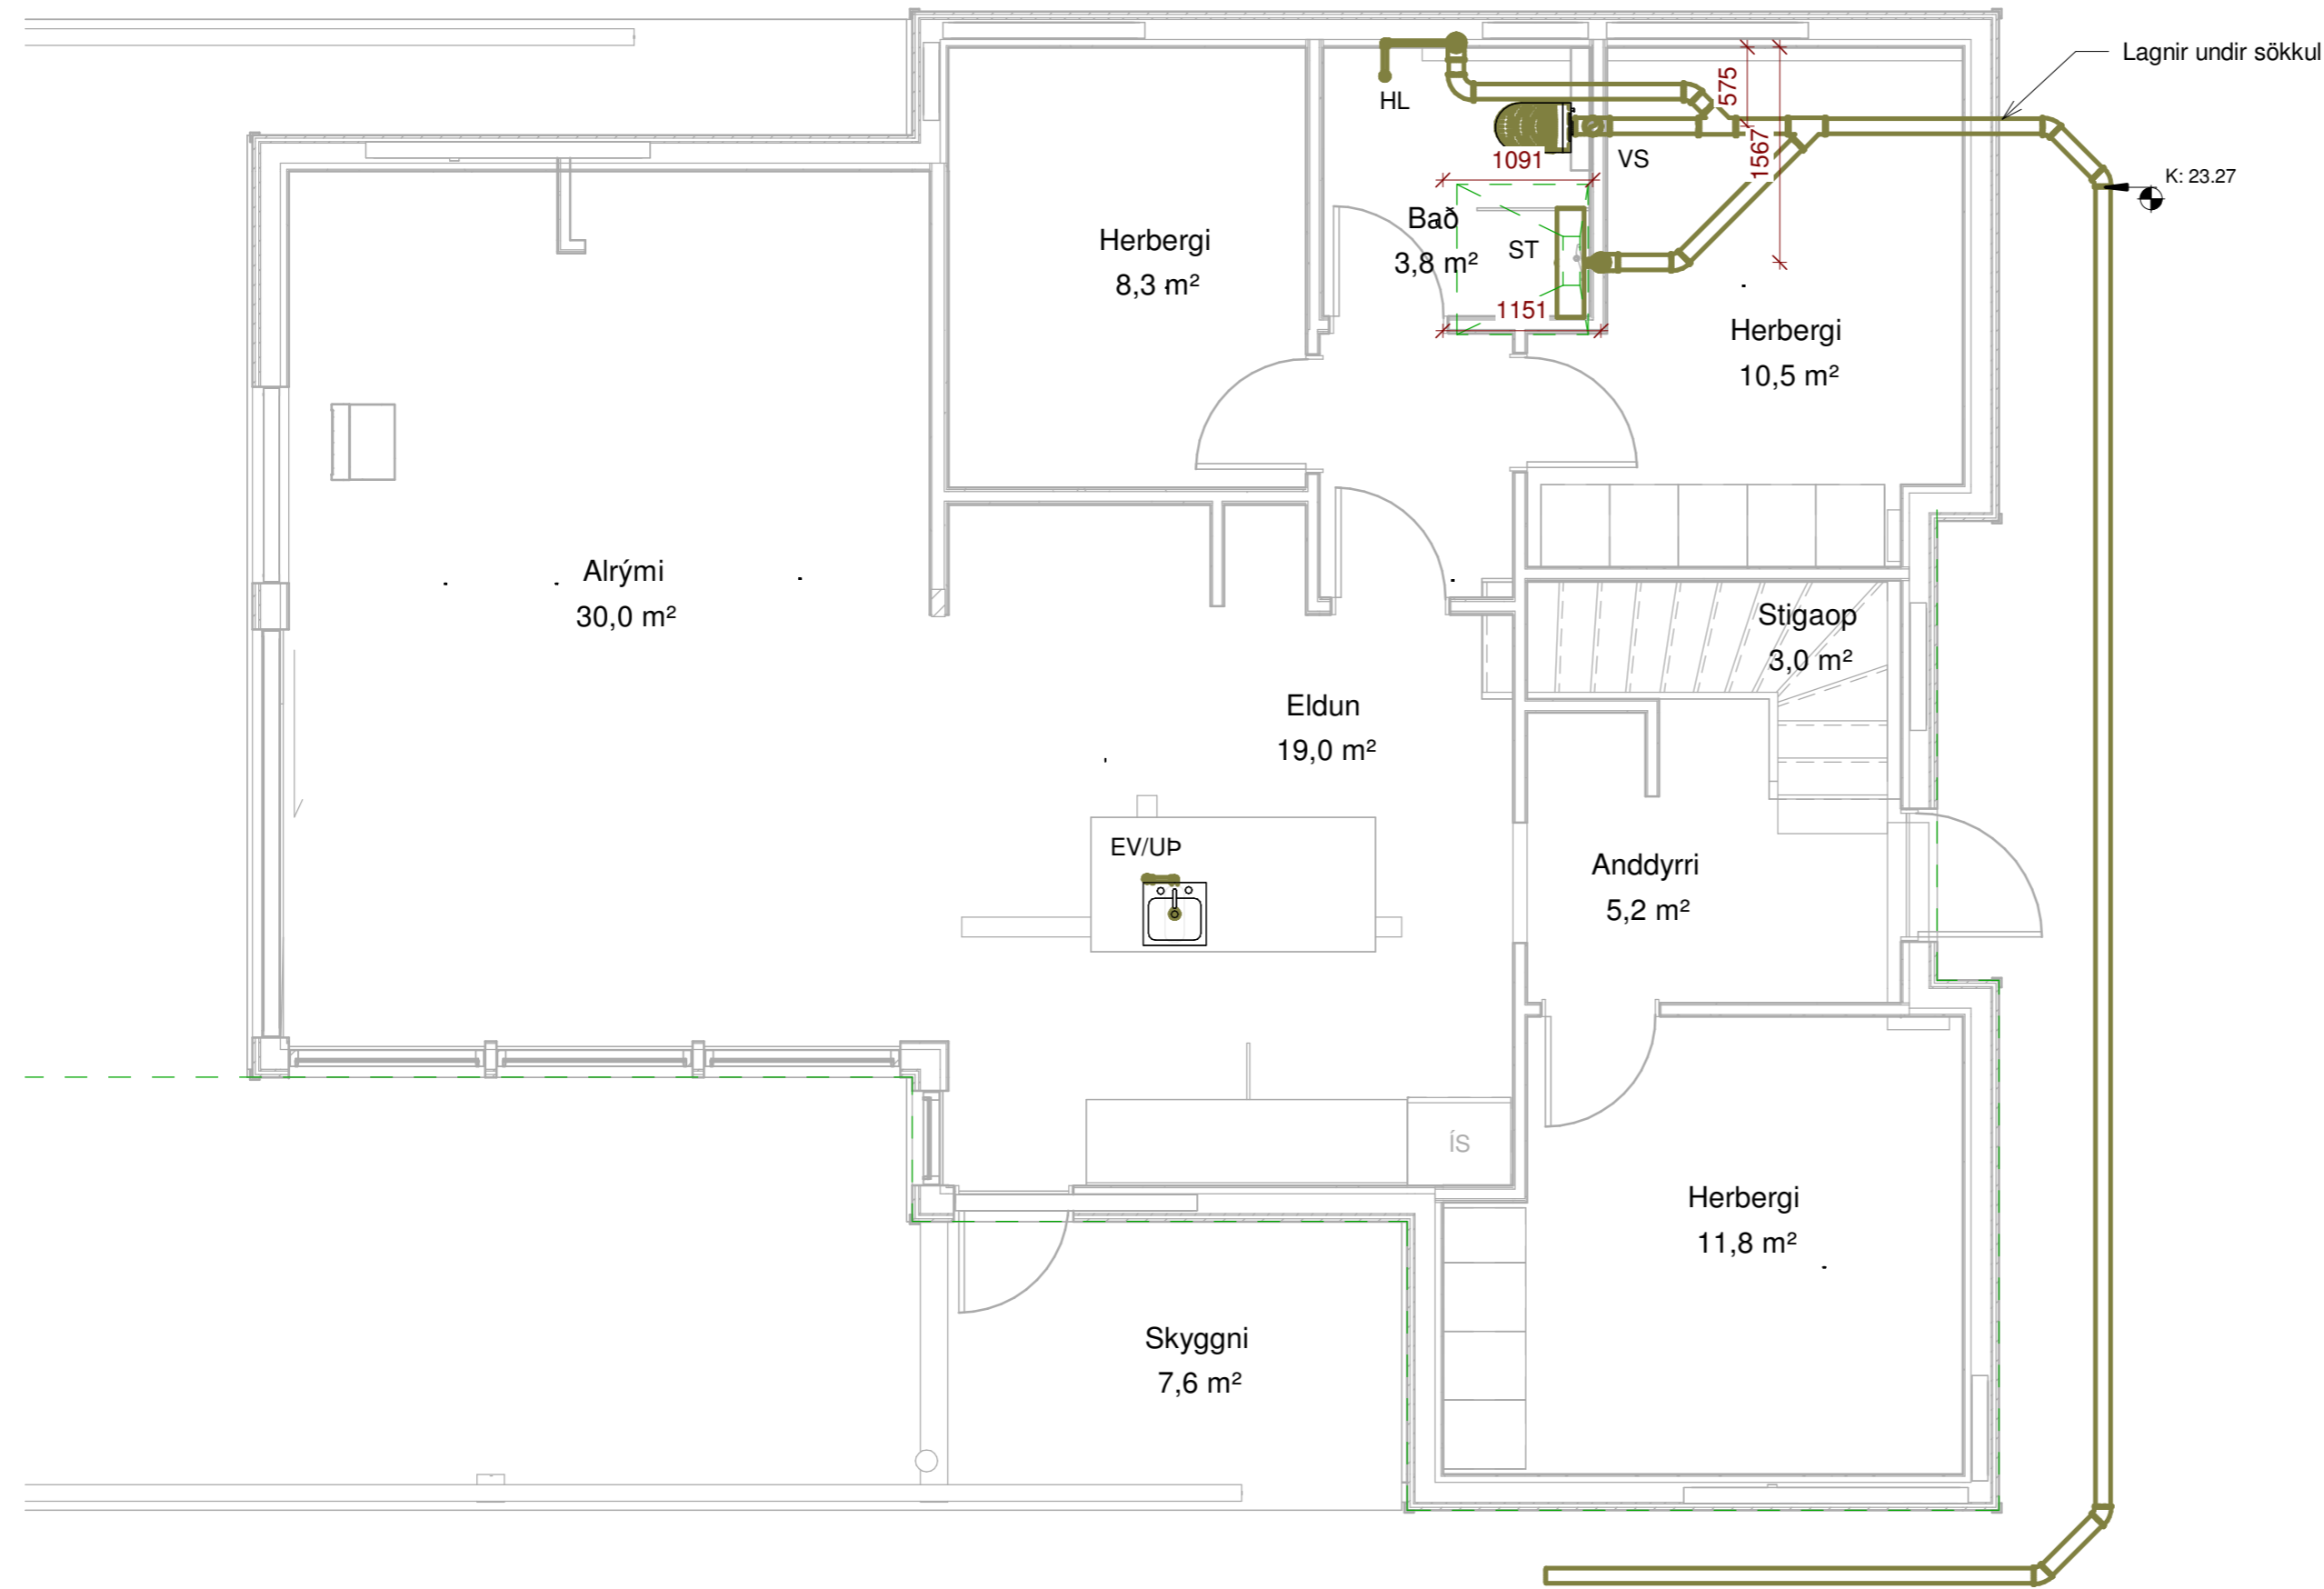 Lagnir undir sökkul
575
HL
1567
1091
VS
K: 23.27
Bað
3,8 m²
ST
Herbergi
8,3 m²
1151
Herbergi
10,5 m²
Alrými
30,0 m²
Stigaop
3,0 m²
Eldun
19,0 m²
EV/UÞ
Anddyrri
5,2 m²
ÍS
Herbergi
11,8 m²
Skyggni
7,6 m²